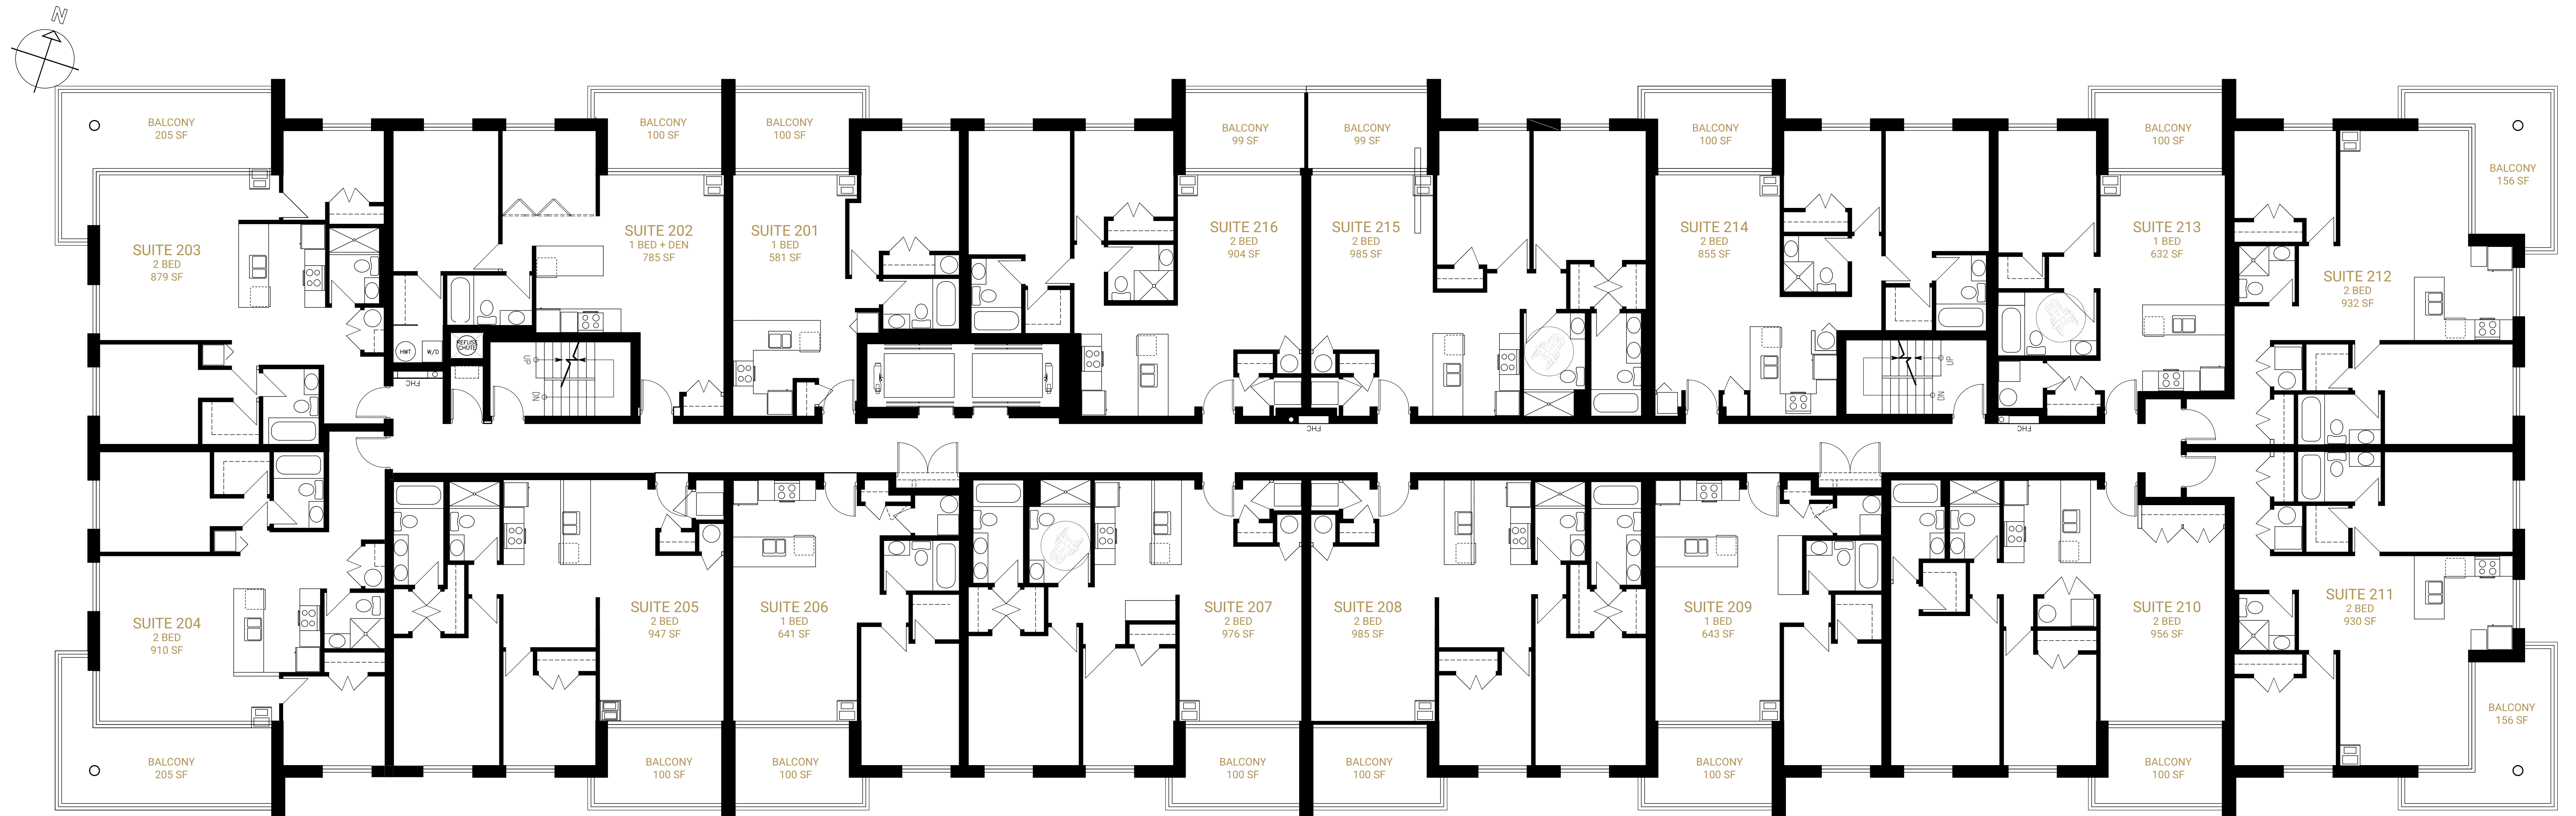 N
BALCONY
205 SF
BALCONY
100 SF
BALCONY
100 SF
BALCONY
99 SF
BALCONY
99 SF
BALCONY
100 SF
BALCONY
100 SF
BALCONY
156 SF
SUITE 203
2 BED
879 SF
SUITE 202
1 BED + DEN
785 SF
SUITE 201
1 BED
581 SF
SUITE 216
2 BED
904 SF
SUITE 215
2 BED
985 SF
SUITE 214
2 BED
855 SF
SUITE 213
1 BED
632 SF
SUITE 212
2 BED
932 SF
HWT
W/D
REFUSE
CHUTE
UP
DN
UP
DN
FHC
FHC
FHC
SUITE 204
2 BED
910 SF
SUITE 205
2 BED
947 SF
SUITE 206
1 BED
641 SF
SUITE 207
2 BED
976 SF
SUITE 208
2 BED
985 SF
SUITE 209
1 BED
643 SF
SUITE 210
2 BED
956 SF
SUITE 211
2 BED
930 SF
BALCONY
205 SF
BALCONY
100 SF
BALCONY
100 SF
BALCONY
100 SF
BALCONY
100 SF
BALCONY
100 SF
BALCONY
100 SF
BALCONY
156 SF